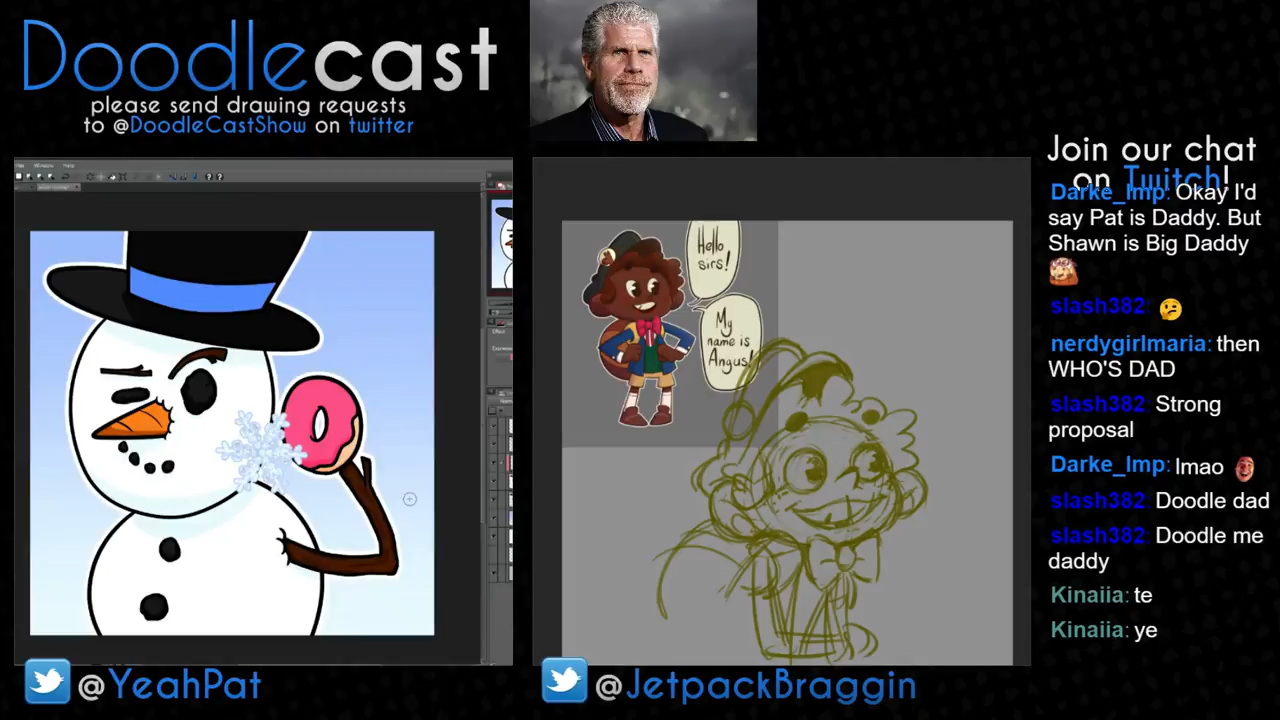 Doodlecast
please send drawing requests
to @DoodleCastShow on twitter
Window Help
Hello
sirs!
My
name is
Angus!
Join our chat
on Twitch!
Darke_Imp: Okay I'd
say Pat is Daddy. But
Shawn is Big Daddy
slash382:
nerdygirlmaria: then
WHO'S DAD
slash382: Strong
proposal
Darke_Imp: lmao
slash382: Doodle dad
slash382: Doodle me
daddy
Kinaiia: te
Kinaiia: ye
@YeahPat
@JetpackBraggin